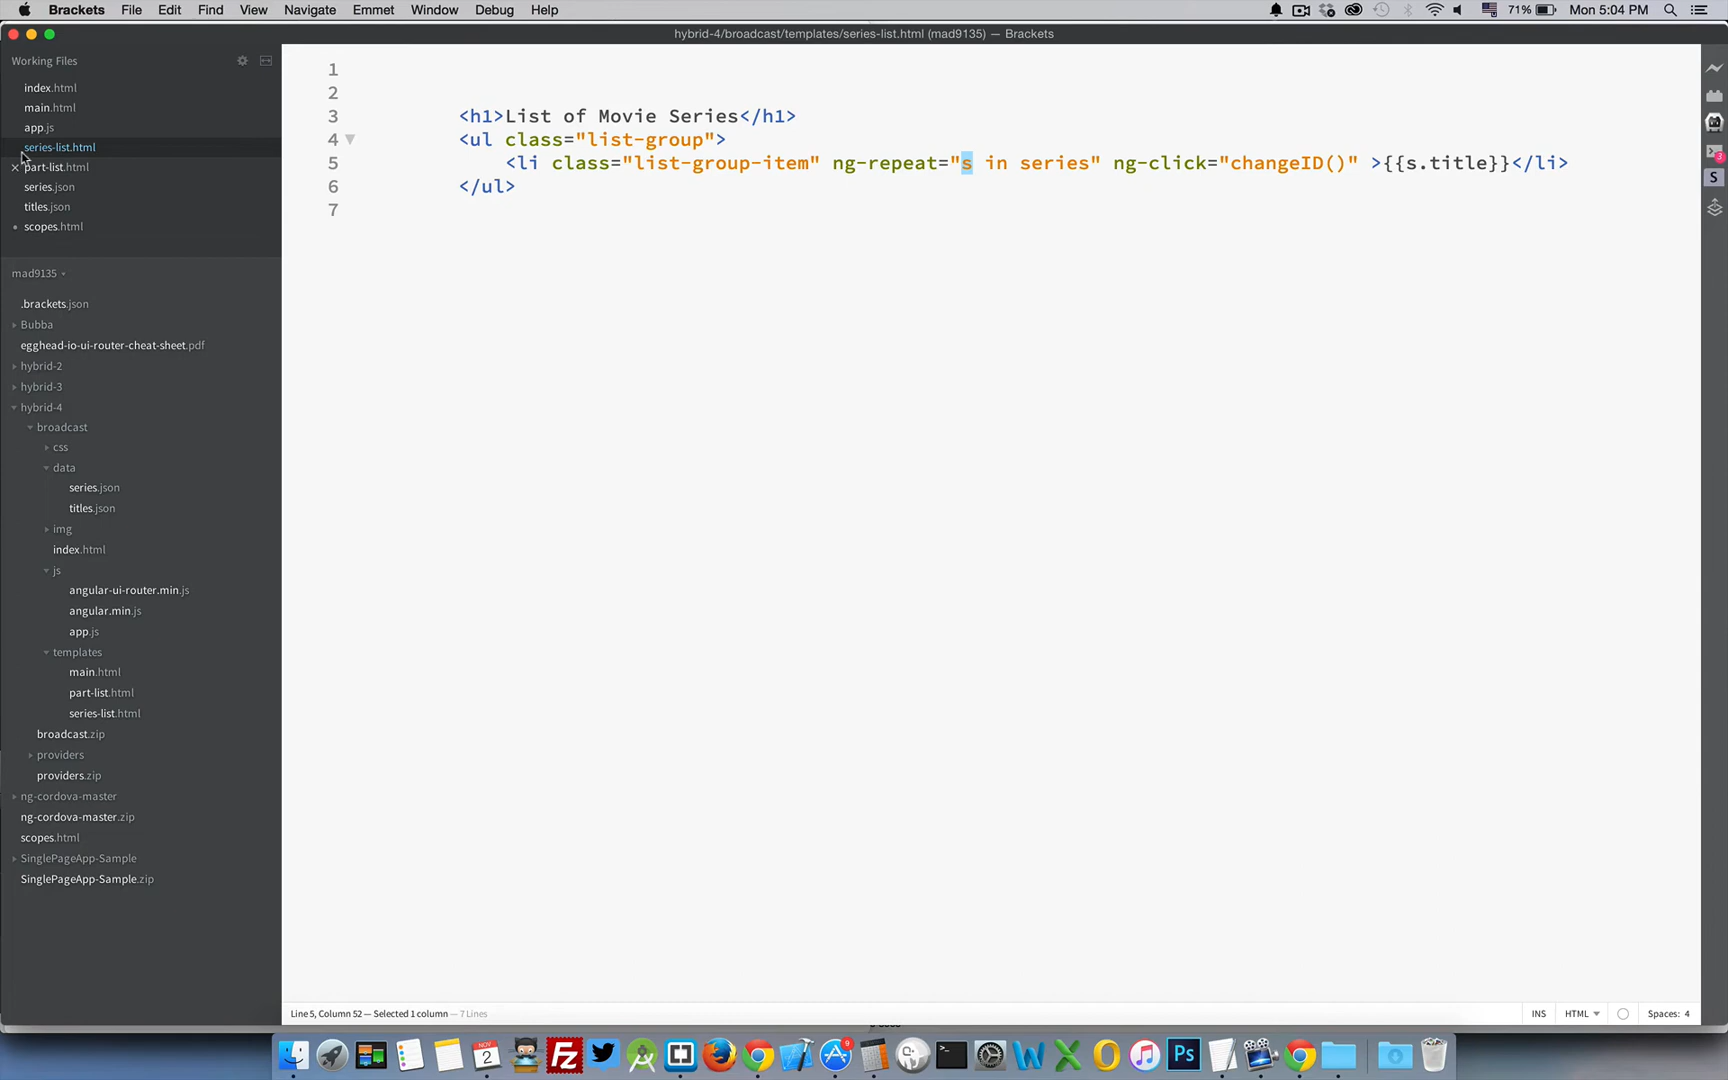 Brackets File Edit Find View Navigate Emmet Window Debug Help 71% Mon 5:04 PM
hybrid-4/broadcast/templates/series-list.html (mad9135) — Brackets
Working Files
index.html
main.html
app.js
series-list.html
part-list.html
series.json
titles.json
scopes.html
mad9135
.brackets.json
Bubba
egghead-io-ui-router-cheat-sheet.pdf
hybrid-2
hybrid-3
hybrid-4
broadcast
css
data
series.json
titles.json
img
index.html
js
angular-ui-router.min.js
angular.min.js
app.js
templates
main.html
part-list.html
series-list.html
broadcast.zip
providers
providers.zip
ng-cordova-master
ng-cordova-master.zip
scopes.html
SinglePageApp-Sample
SinglePageApp-Sample.zip
1
2
3 <h1>List of Movie Series</h1>
4 <ul class="list-group">
5 <li class="list-group-item" ng-repeat="s in series" ng-click="changeID()" >{{s.title}}</li>
6 </ul>
7
3
S
Line 5, Column 52 — Selected 1 column — 7 Lines
INS HTML Spaces: 4
NOV
2
Fz
9
W
X
O
Ps